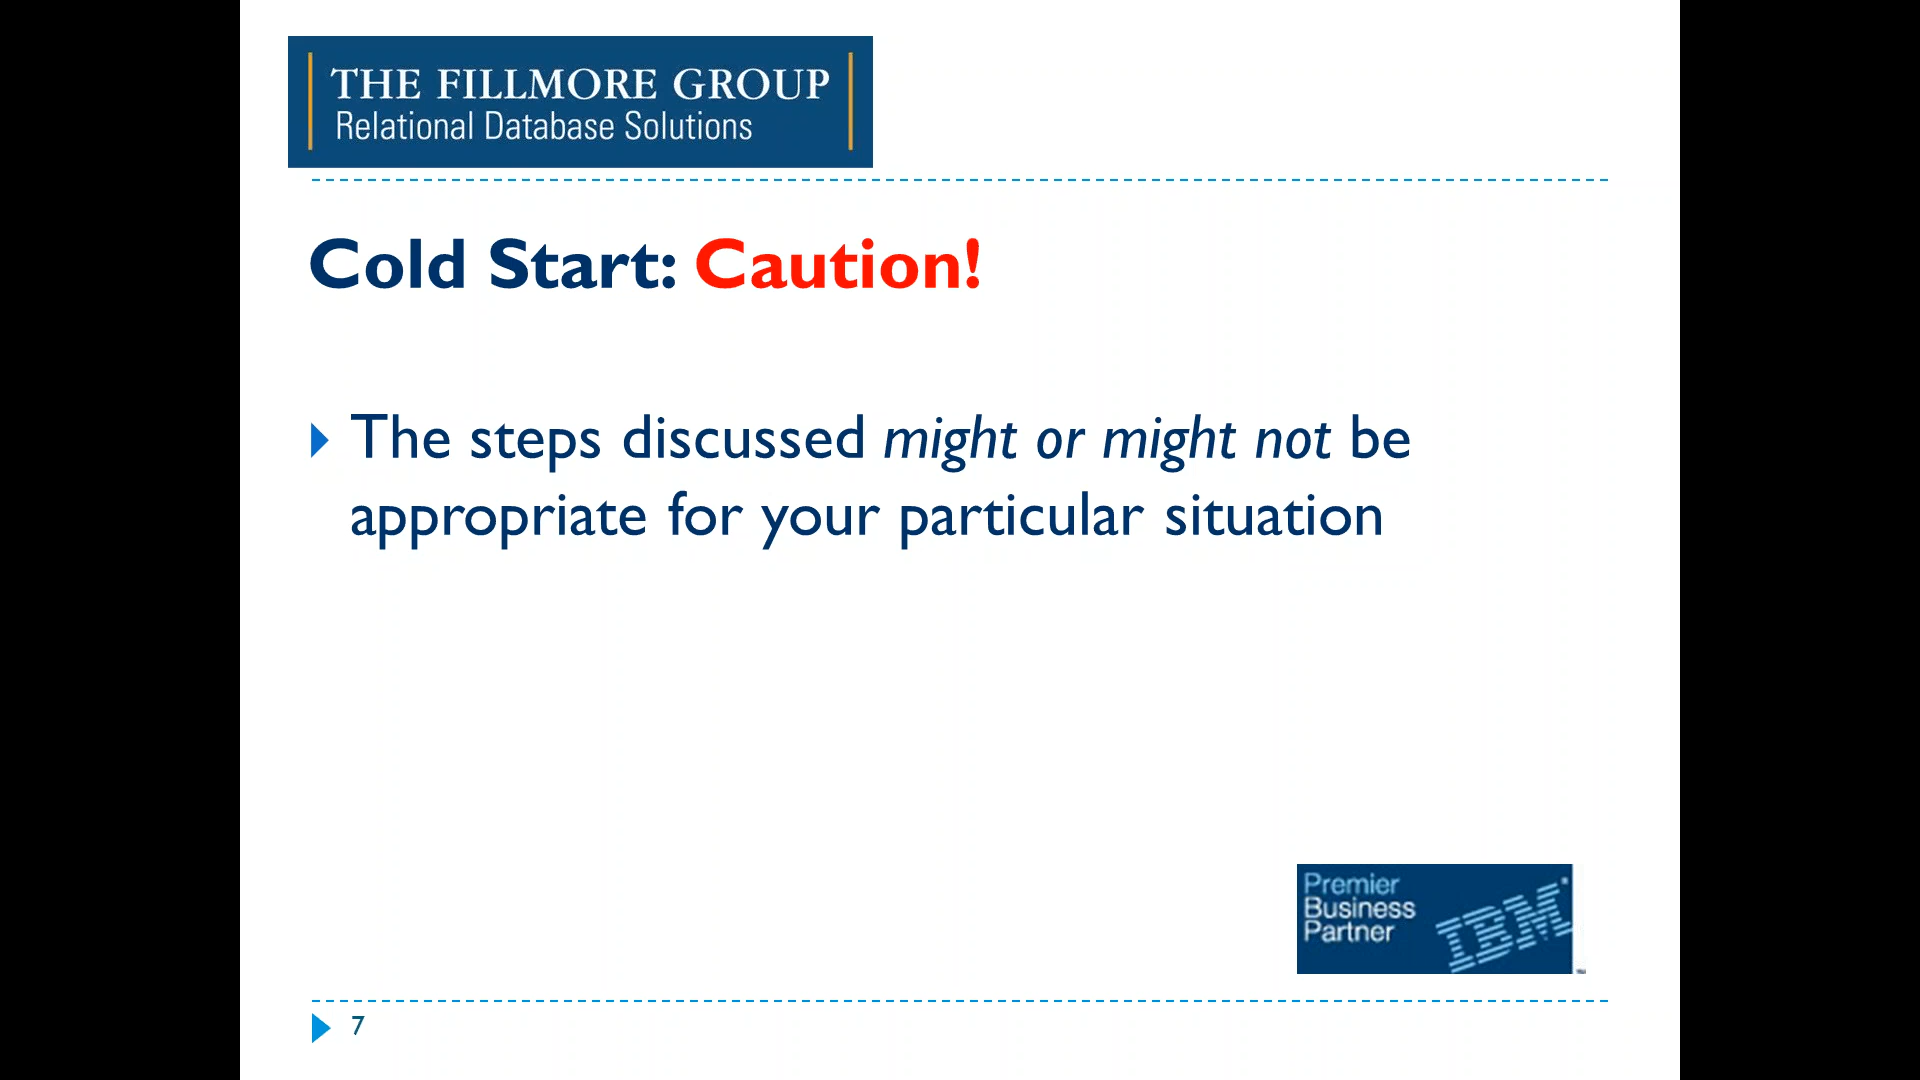 THE FILLMORE GROUP
Relational Database Solutions
Cold Start: Caution!
The steps discussed might or might not be
appropriate for your particular situation
Premier
Business
Partner
IBM
7